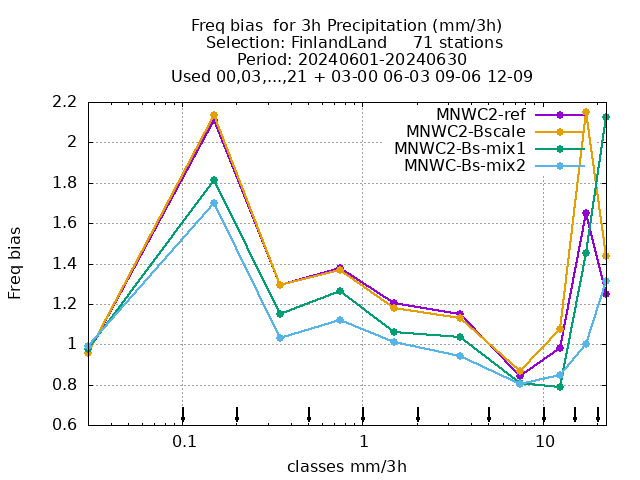 Freq bias  for 3h Precipitation (mm/3h)
Selection: FinlandLand     71 stations
Period: 20240601-20240630
Used 00,03,...,21 + 03-00 06-03 09-06 12-09
MNWC2-ref
MNWC2-Bscale
MNWC2-Bs-mix1
MNWC-Bs-mix2
Freq bias
2.2
2
1.8
1.6
1.4
1.2
1
0.8
0.6
0.1 1 10
classes mm/3h